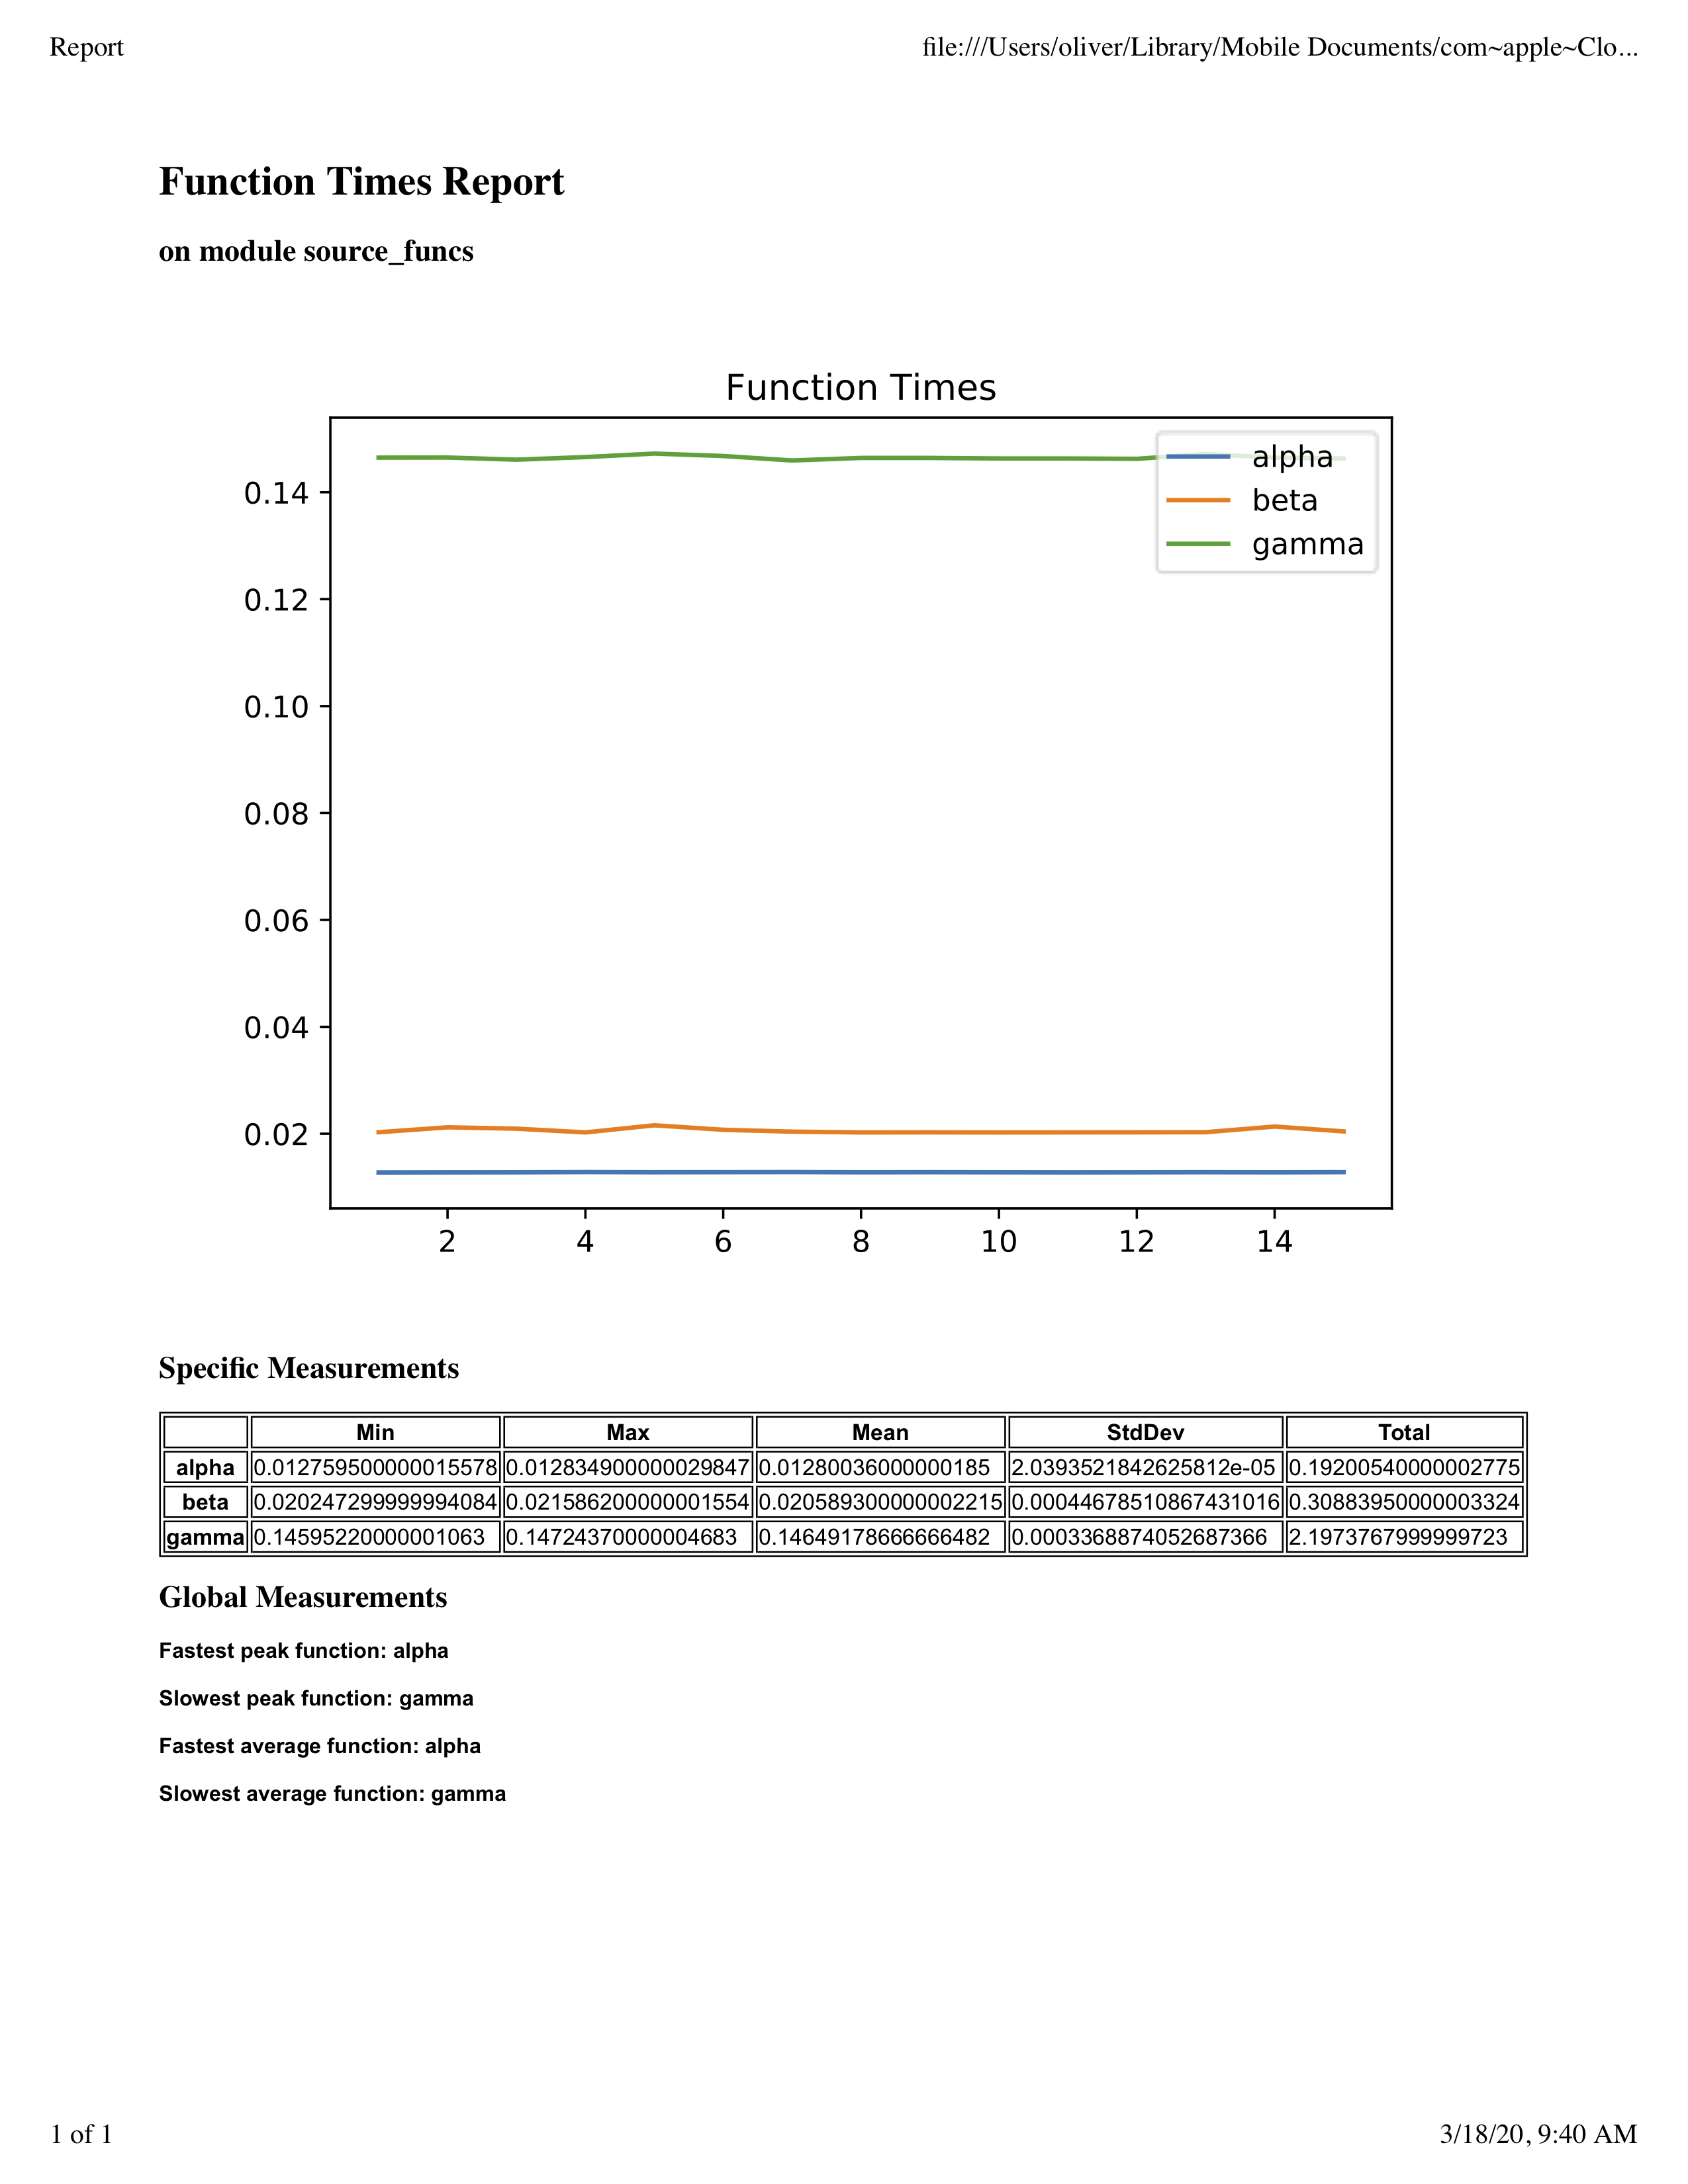 Report file:///Users/oliver/Library/Mobile Documents/com~apple~Clo...
Function Times Report
on module source_funcs
Function Times
alpha
beta
gamma
0.14
0.12
0.10
0.08
0.06
0.04
0.02
2 4 6 8 10 12 14
Specific Measurements
Min Max Mean StdDev Total
alpha 0.012759500000015578 0.012834900000029847 0.01280036000000185 2.0393521842625812e-05 0.19200540000002775
beta 0.020247299999994084 0.021586200000001554 0.020589300000002215 0.00044678510867431016 0.30883950000003324
gamma 0.14595220000001063 0.14724370000004683 0.14649178666666482 0.0003368874052687366 2.1973767999999723
Global Measurements
Fastest peak function: alpha
Slowest peak function: gamma
Fastest average function: alpha
Slowest average function: gamma
1 of 1 3/18/20, 9:40 AM